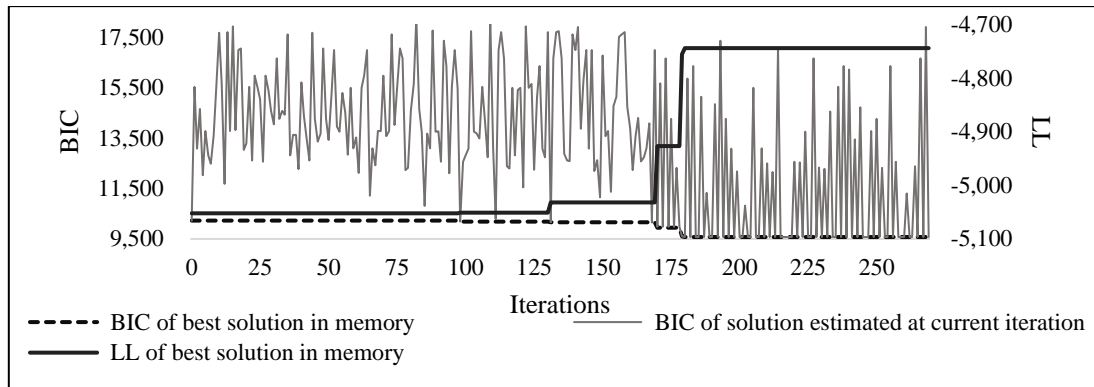 17,500
15,500
13,500
11,500
9,500
BIC
-4,700
-4,800
-4,900
-5,000
-5,100
LL
0 25 50 75 100 125 150 175 200 225 250
Iterations
BIC of best solution in memory
BIC of solution estimated at current iteration
LL of best solution in memory